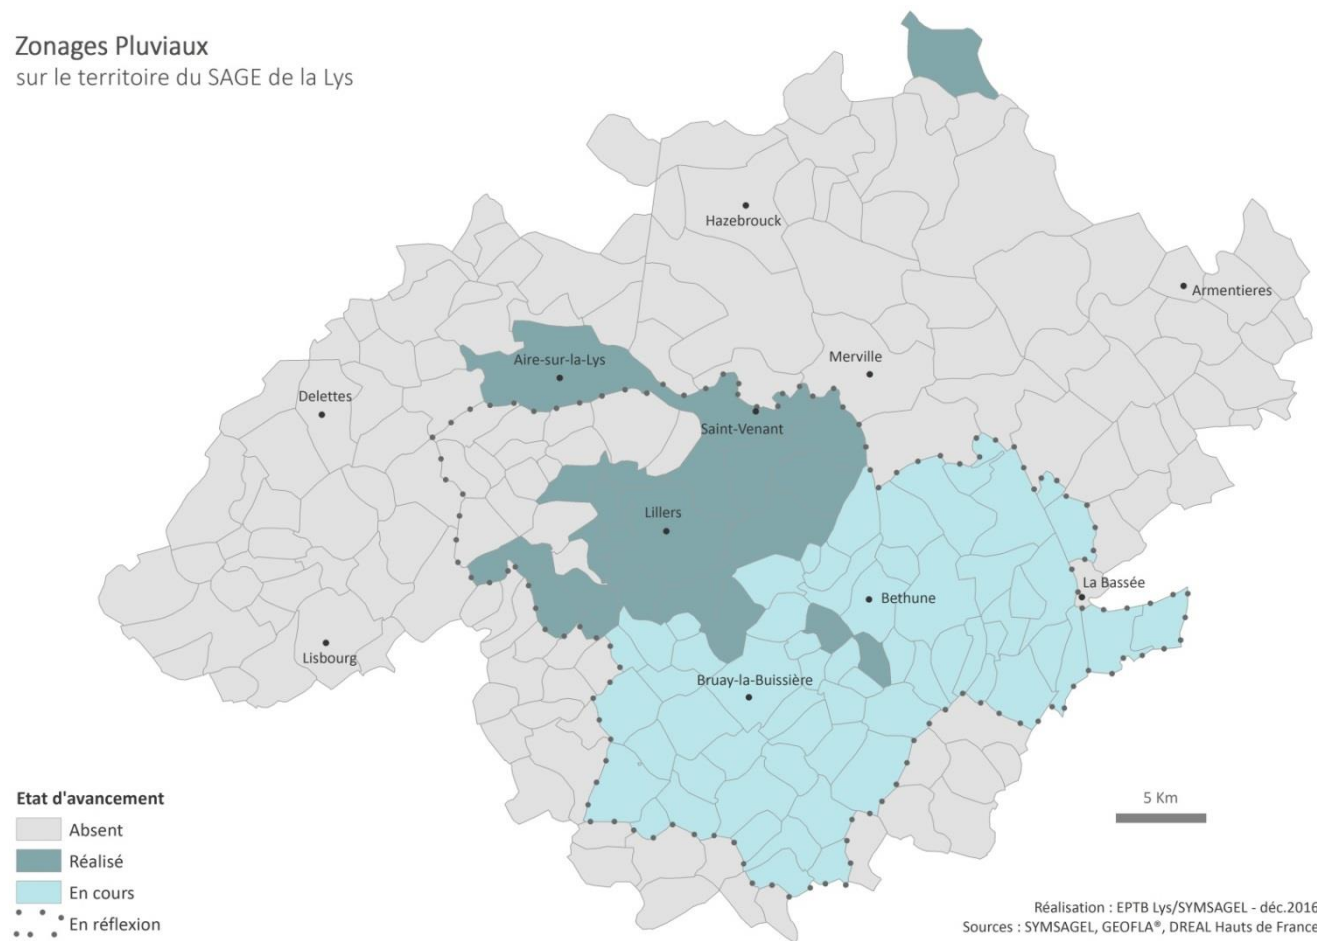 Zonages Pluviaux
sur le territoire du SAGE de la Lys
Hazebrouck
Armentieres
Aire-sur-la-Lys
Merville
Delettes
Saint-Venant
Lillers
La Bassée
Bethune
Lisbourg
Bruay-la-Buissière
Etat d'avancement
Absent
Réalisé
En cours
En réflexion
5 Km
Réalisation : EPTB Lys/SYMSAGEL - déc.2016
Sources : SYMSAGEL, GEOFLA®, DREAL Hauts de France